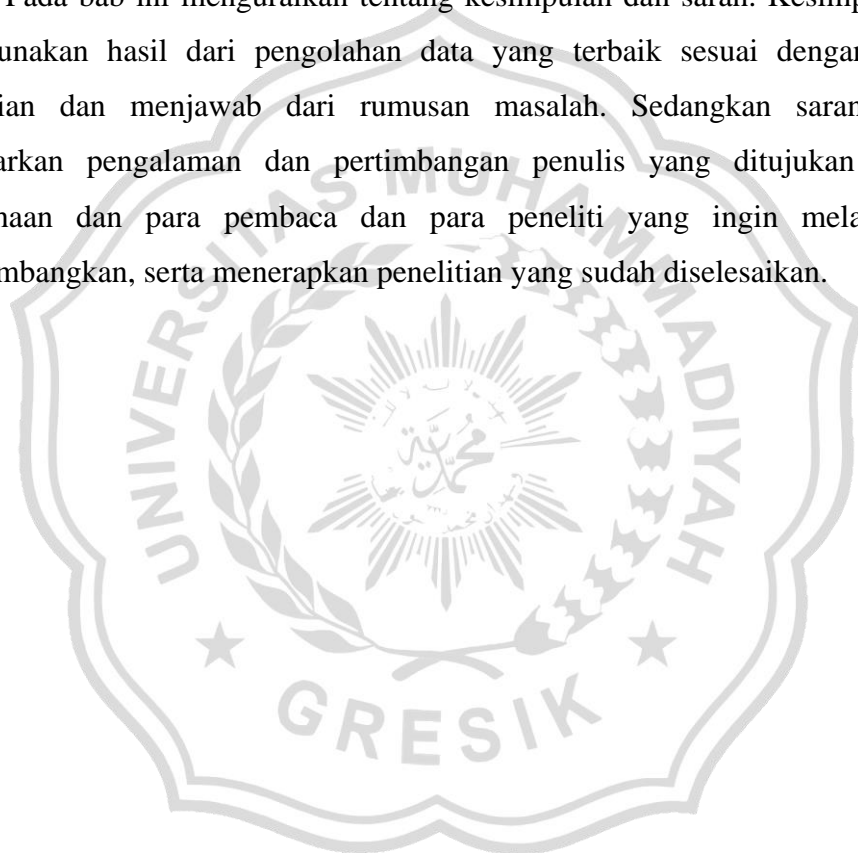 Pada bab ini menguraikan tentang kesimpulan dan saran.
unakan hasil dari pengolahan data yang terbaik sesuai dengan
ian dan menjawab dari rumusan masalah. Sedangkan saran
arkan pengalaman dan pertimbangan penulis yang ditujukan
naan dan para pembaca dan para peneliti yang ingin mela
mbangkan, serta menerapkan penelitian yang sudah diselesaikan.
UNIVERSITAS MUHAMMADIYAH
GRESIK